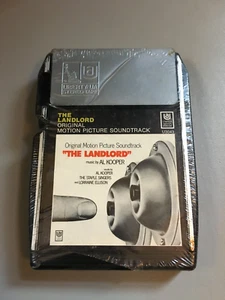 THE
LANDLORD
ORIGINAL
MOTION PICTURE SOUNDTRACK
Original Motion Picture Soundtrack
"THE LANDLORD"
music by AL KOOPER
AL KOOPER
THE STAPLE SINGERS
and LORRAINE ELLISON